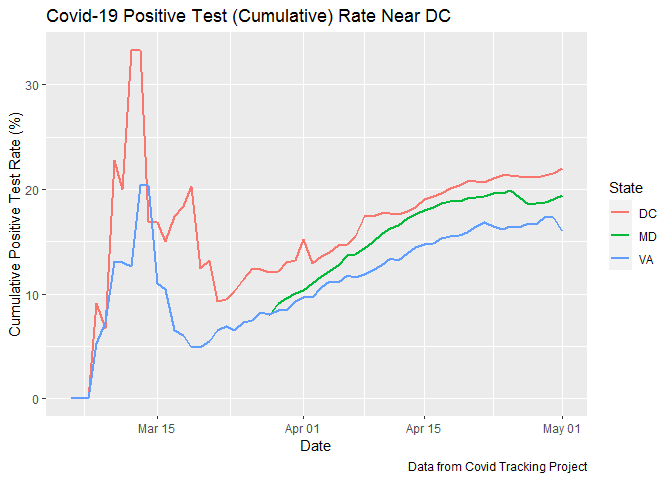 Covid-19 Positive Test (Cumulative) Rate Near DC
Cumulative Positive Test Rate (%)
30
20
10
0
Mar 15
Apr 01
Apr 15
May 01
Date
State
DC
MD
VA
Data from Covid Tracking Project